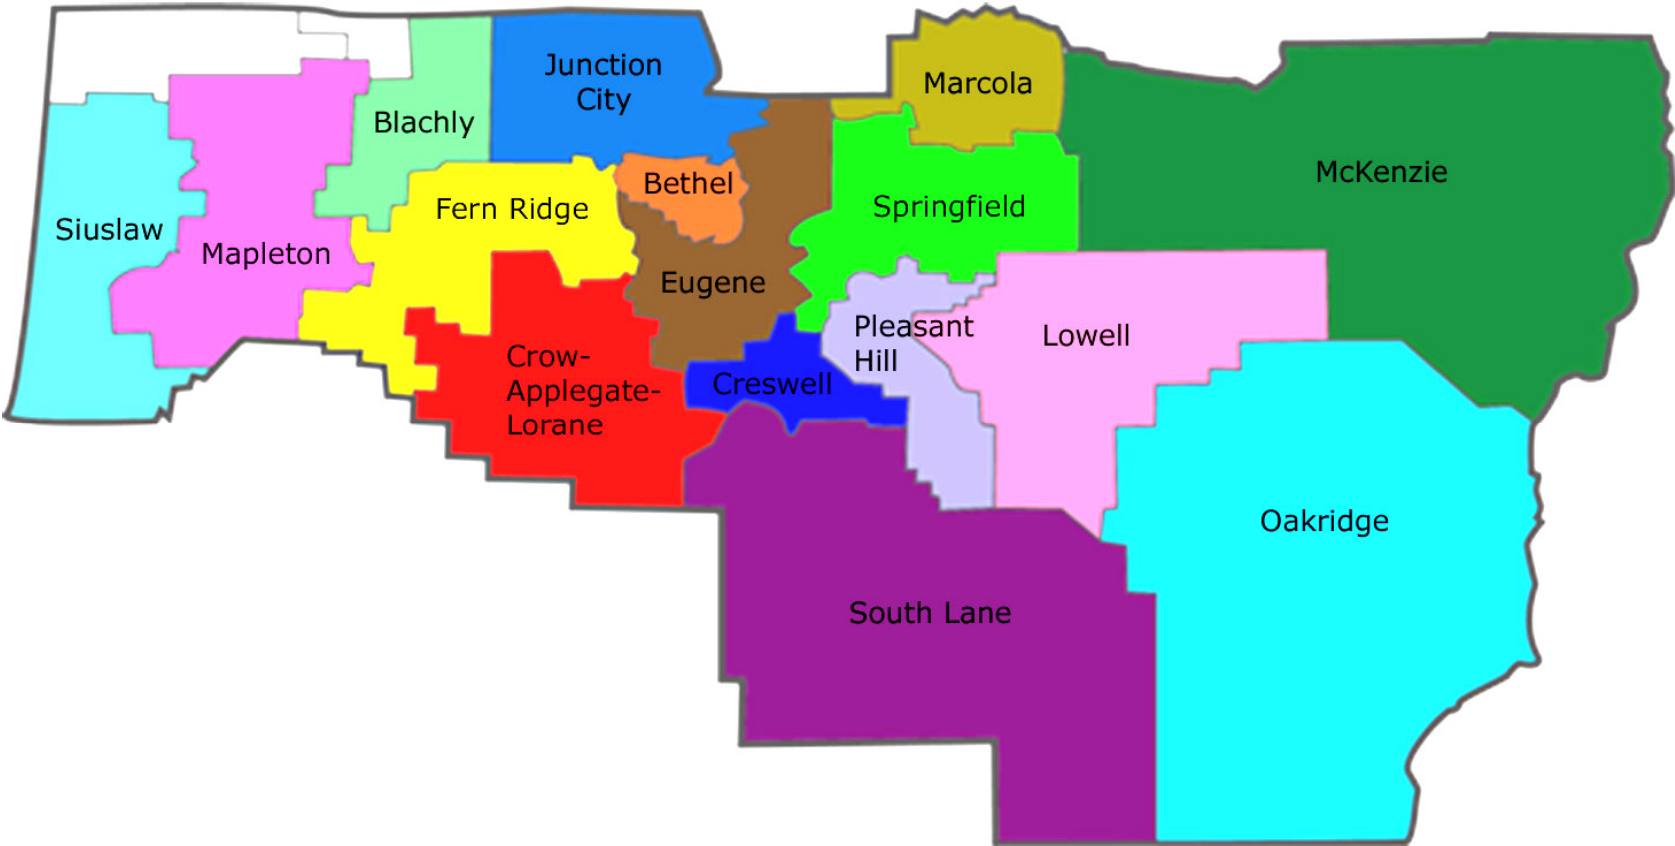 Junction
City
Marcola
Blachly
McKenzie
Bethel
Fern Ridge
Springfield
Siuslaw
Mapleton
Eugene
Pleasant
Hill
Lowell
Crow-
Applegate-
Lorane
Creswell
Oakridge
South Lane